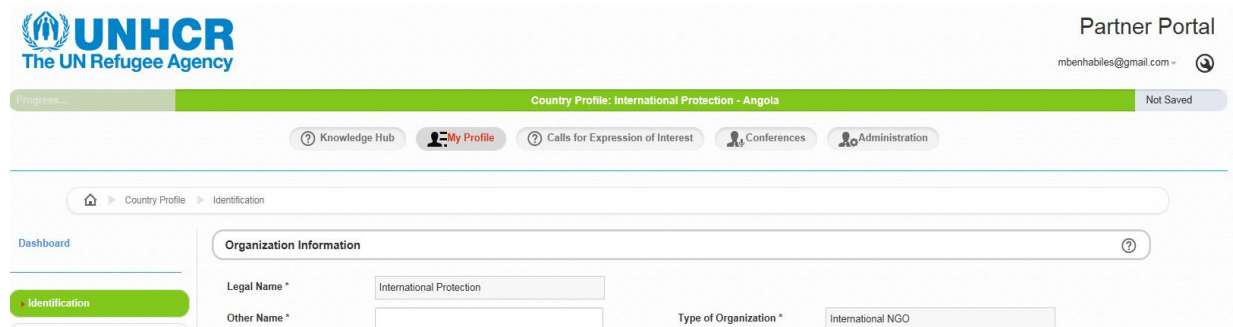 UNHCR
The UN Refugee Agency
Partner Portal
mbenhabiles@gmail.com
Progress... Country Profile: International Protection - Angola Not Saved
Knowledge Hub My Profile Calls for Expression of Interest Conferences Administration
Country Profile Identification
Dashboard
Organization Information
Legal Name * International Protection
Identification
Other Name * Type of Organization * International NGO